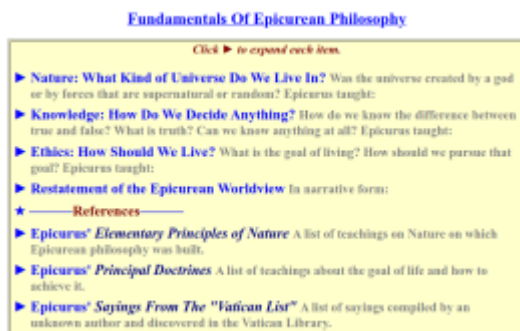 Fundamentals Of Epicurean Philosophy
Click ► to expand each item.
► Nature: What Kind of Universe Do We Live In? Was the universe created by a god
or by forces that are supernatural or random? Epicurus taught:
► Knowledge: How Do We Decide Anything? How do we know the difference between
true and false? What is truth? Can we know anything at all? Epicurus taught:
► Ethics: How Should We Live? What is the goal of living? How should we pursue that
goal? Epicurus taught:
► Restatement of the Epicurean Worldview In narrative form:
★ ———References———
► Epicurus' Elementary Principles of Nature A list of teachings on Nature on which
Epicurean philosophy was built.
► Epicurus' Principal Doctrines A list of teachings about the goal of life and how to
achieve it.
► Epicurus' Sayings From The "Vatican List" A list of sayings compiled by an
unknown author and discovered in the Vatican Library.